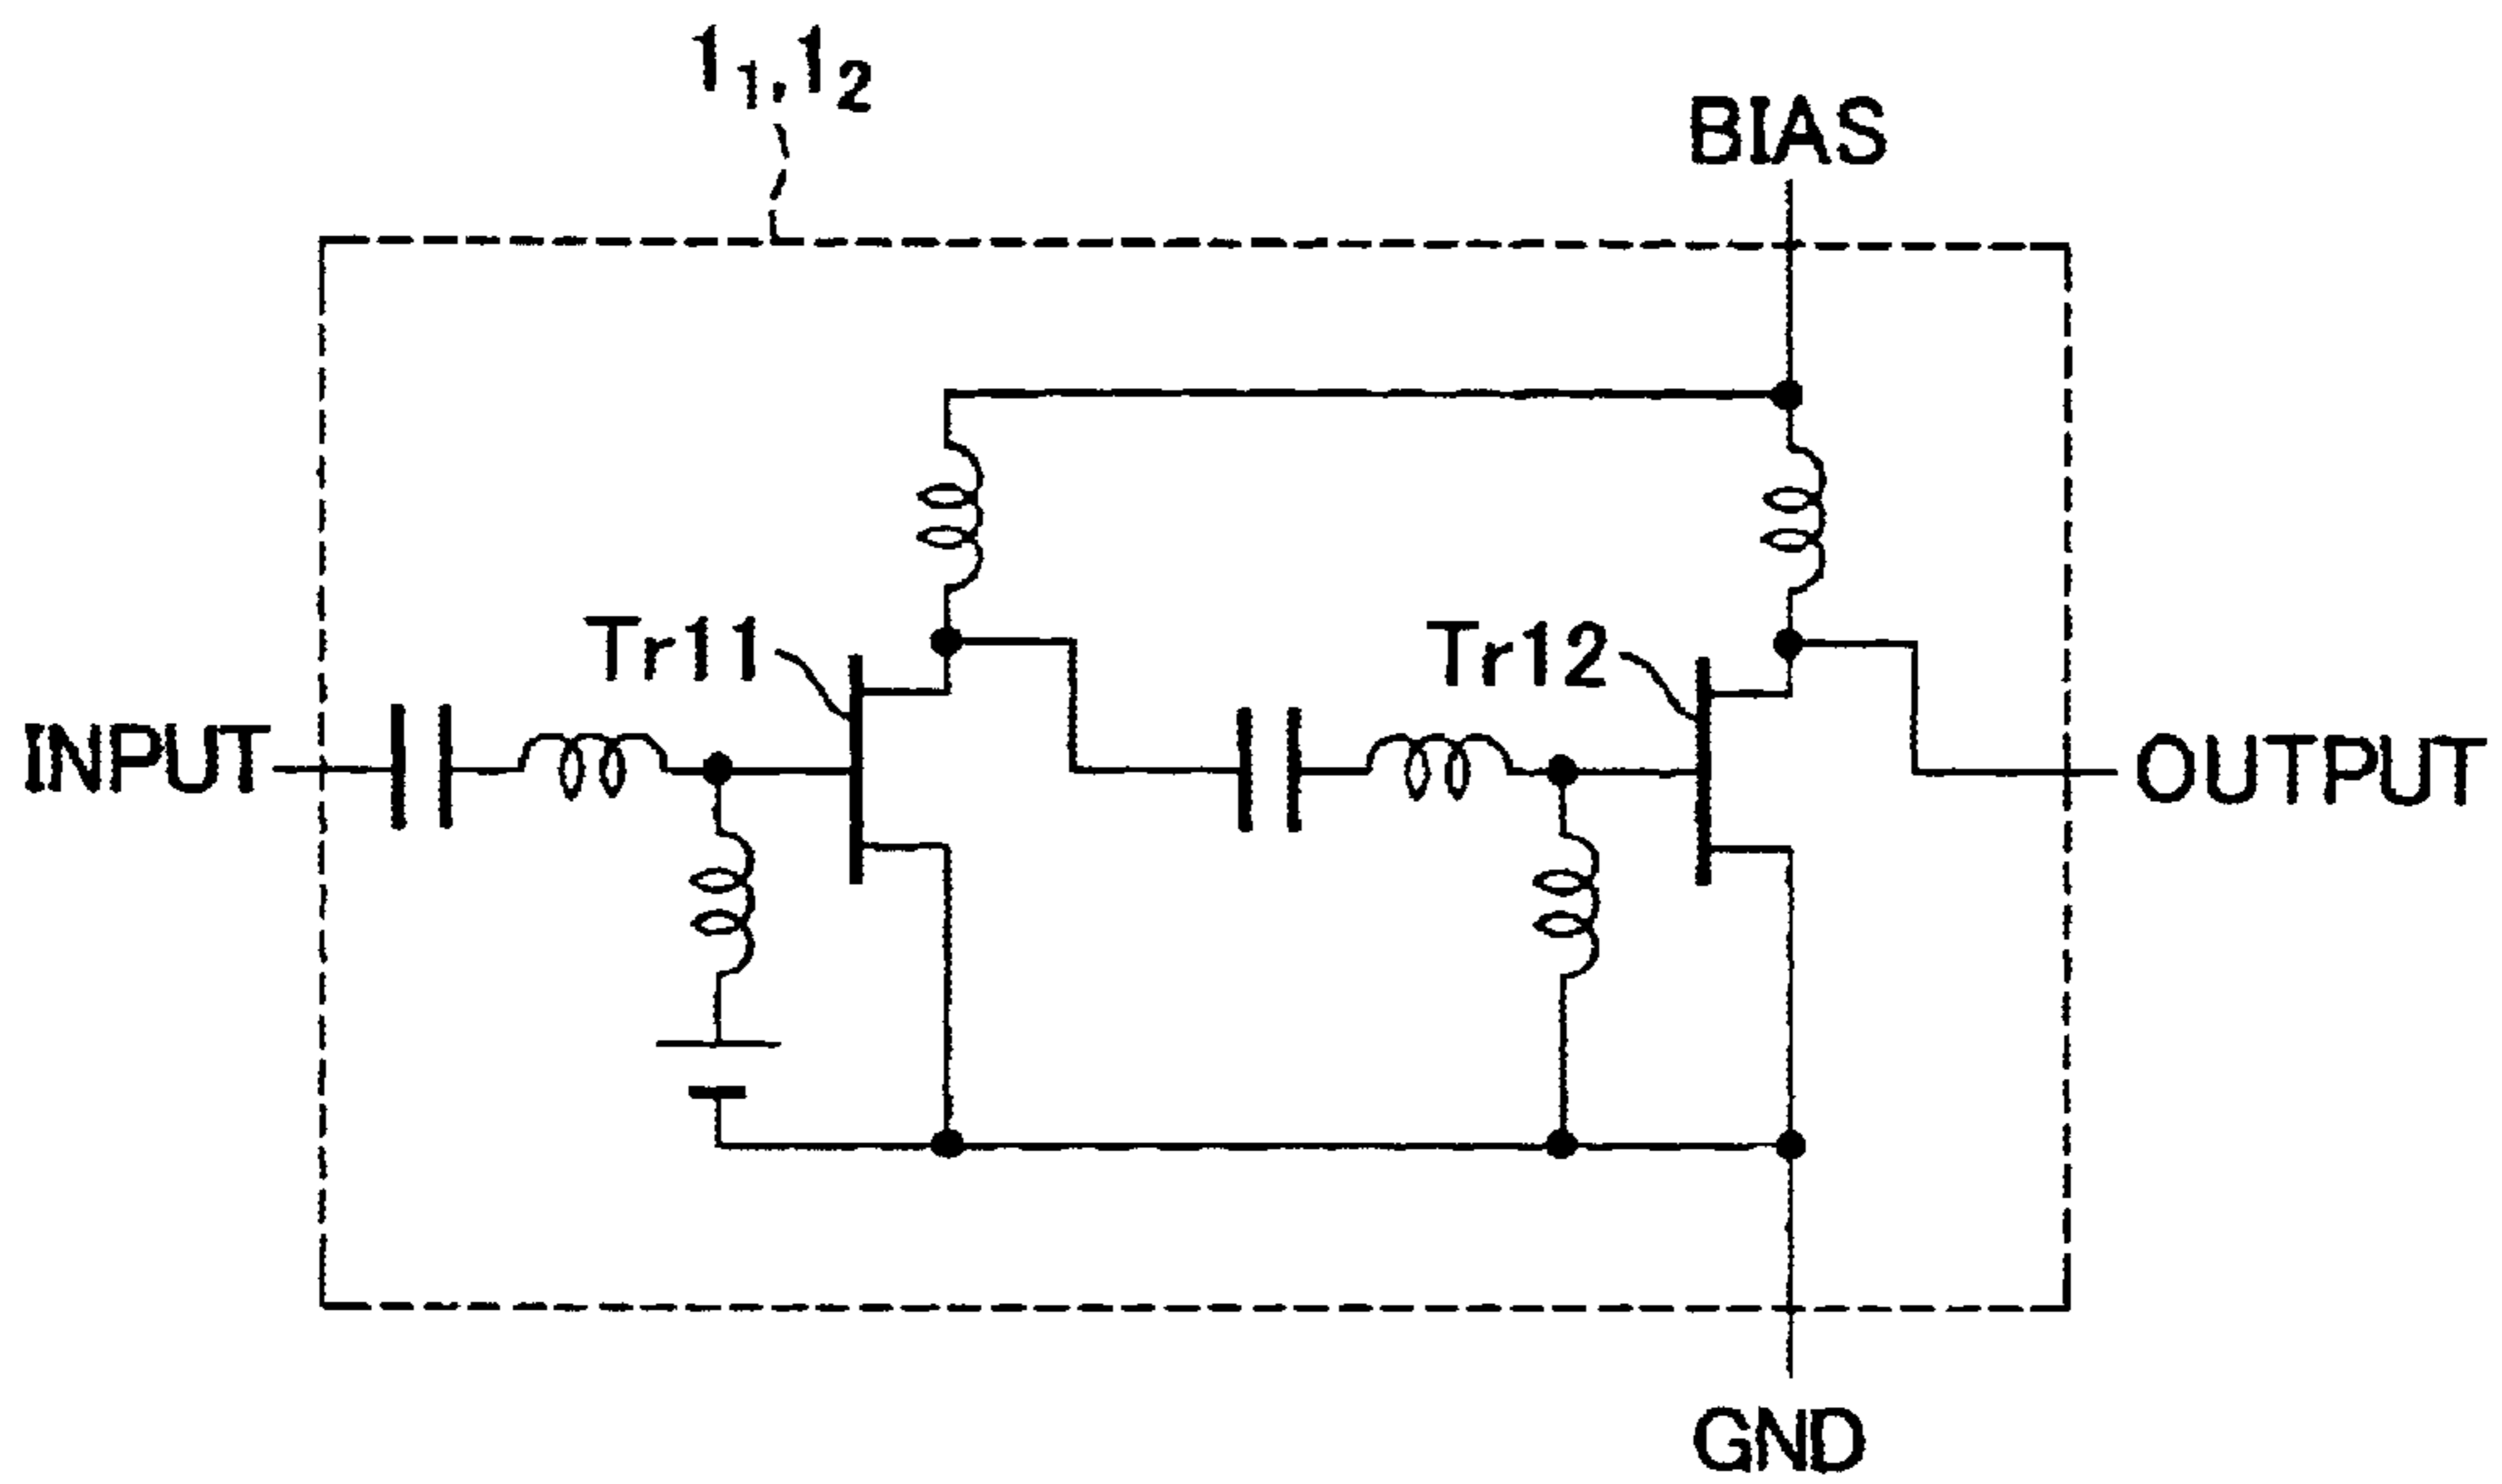 1₁,1₂
BIAS
Tr11
Tr12
INPUT
OUTPUT
GND